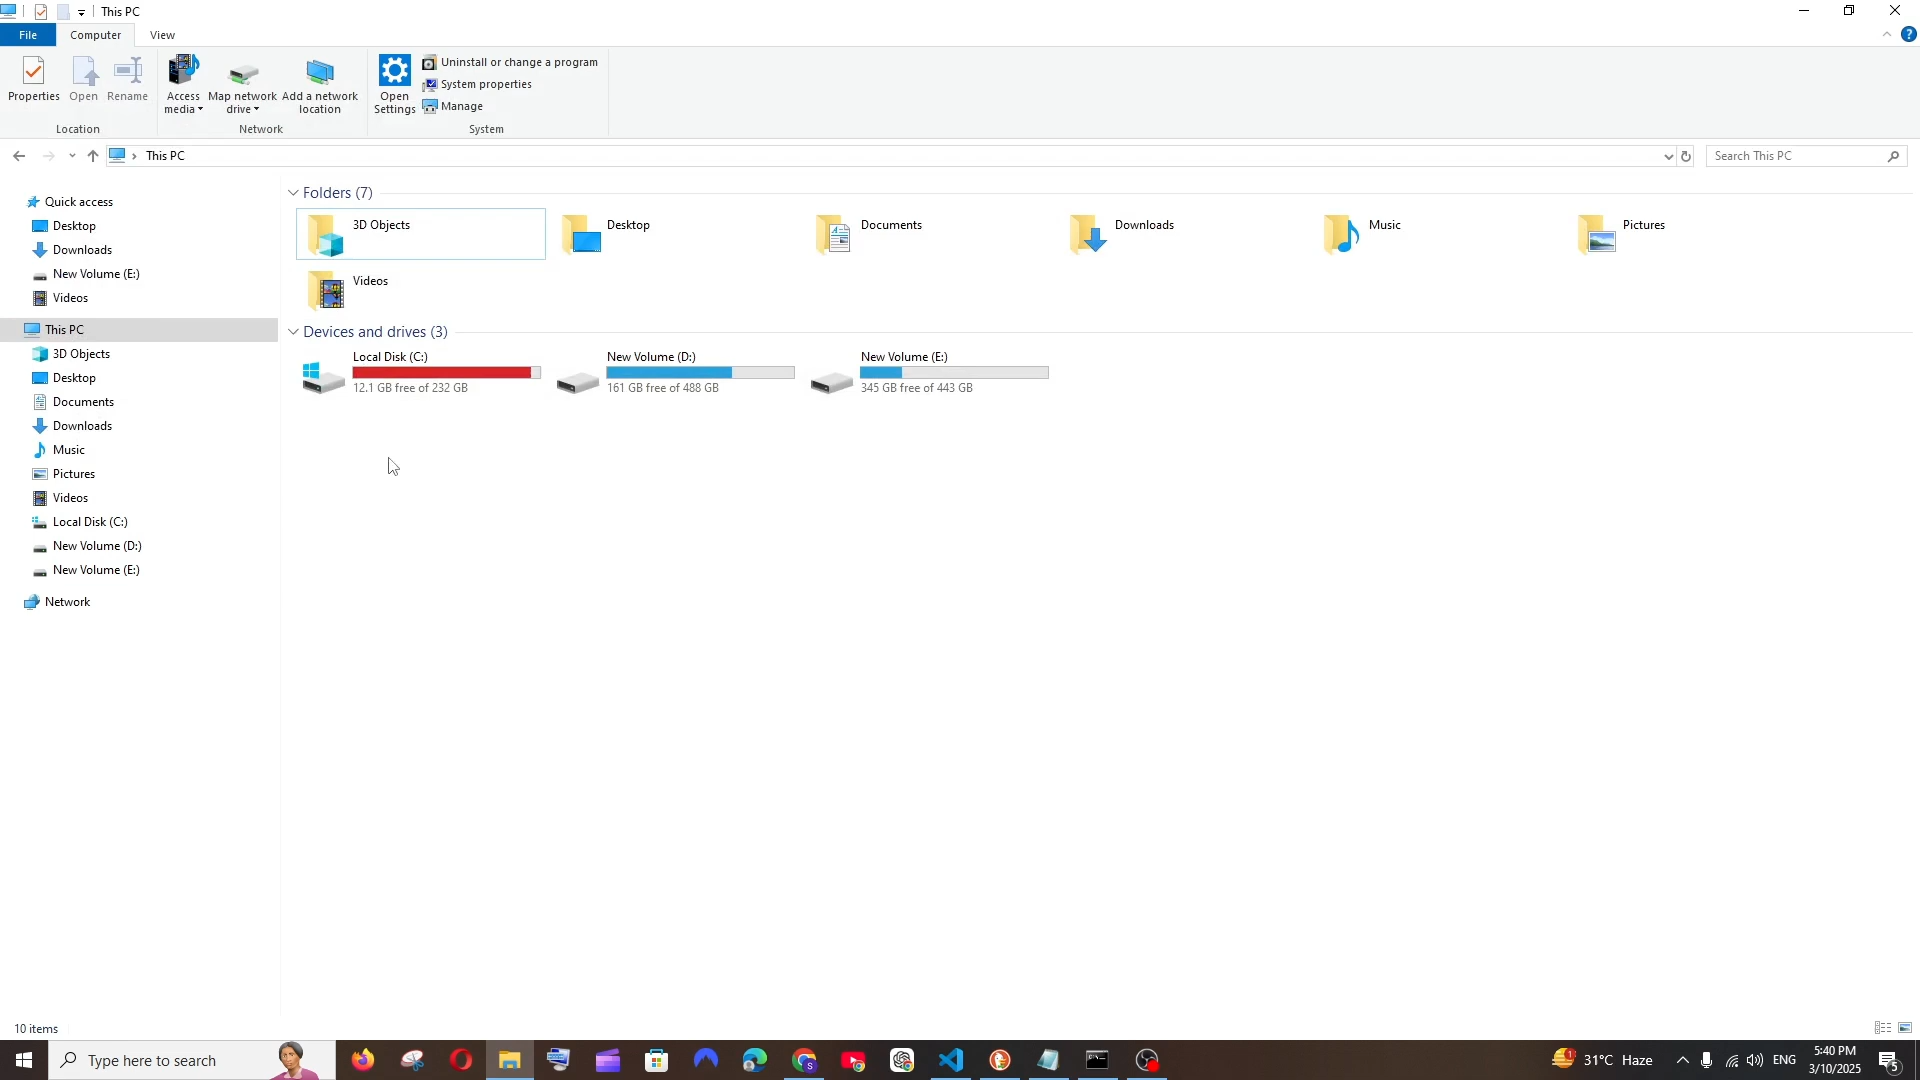 This PC
File
Computer
View
Properties
Open
Rename
Access media
Map network drive
Add a network location
Open Settings
Uninstall or change a program
System properties
Manage
Location
Network
System
This PC
Search This PC
Quick access
Desktop
Downloads
New Volume (E:)
Videos
This PC
3D Objects
Desktop
Documents
Downloads
Music
Pictures
Videos
Local Disk (C:)
New Volume (D:)
New Volume (E:)
Network
Folders (7)
3D Objects
Desktop
Documents
Downloads
Music
Pictures
Videos
Devices and drives (3)
Local Disk (C:)
12.1 GB free of 232 GB
New Volume (D:)
161 GB free of 488 GB
New Volume (E:)
345 GB free of 443 GB
10 items
Type here to search
1
31°C Haze
ENG
5:40 PM
3/10/2025
5